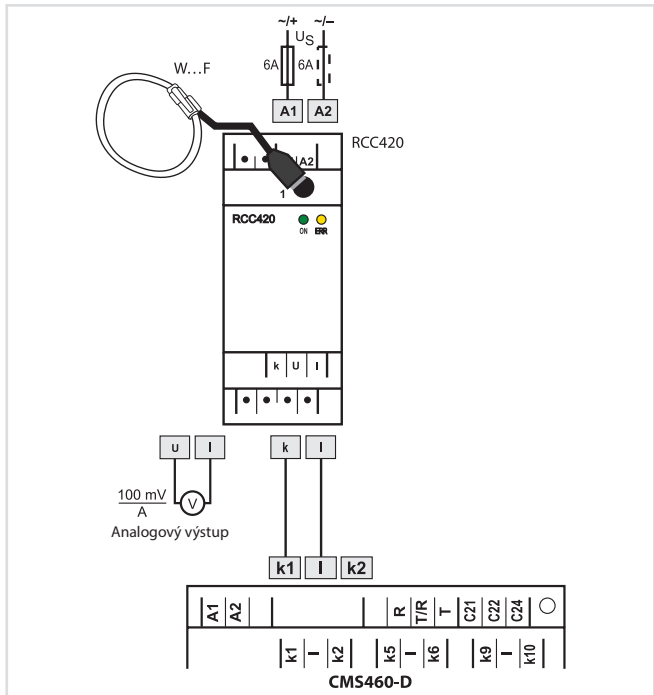 ~/+ ~/–
US
6A 6A
W...F
A1 A2
RCC420
A2
1
RCC420
ON ERR
k U I
U I k I
100 mV
A
V
Analogový výstup
k1 I k2
A1 A2 R T/R T C21 C22 C24
k1 I k2 k5 I k6 k9 I k10
CMS460-D